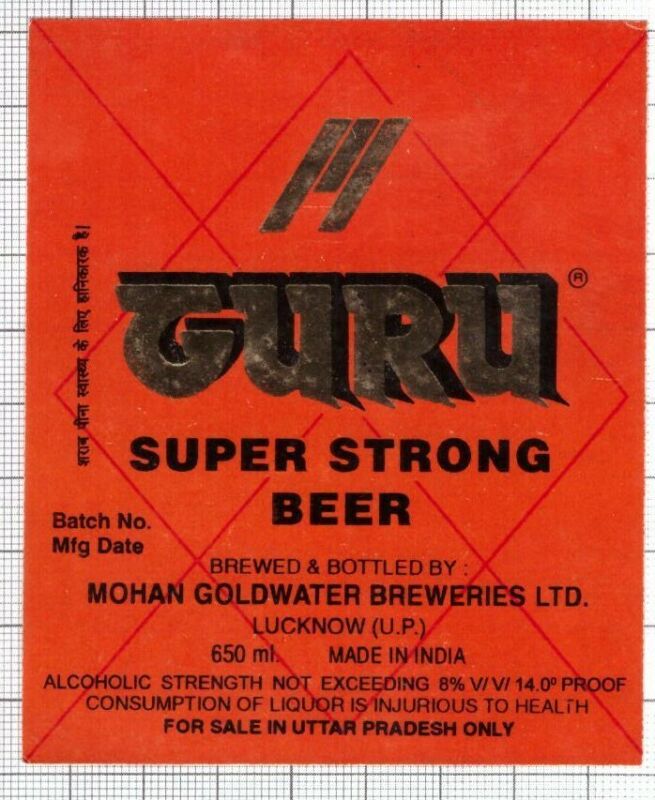 GURU ®
शराब पीना स्वास्थ्य के लिए हानिकारक है।
SUPER STRONG
BEER
Batch No.
Mfg Date
BREWED & BOTTLED BY :
MOHAN GOLDWATER BREWERIES LTD.
LUCKNOW (U.P.)
650 ml. MADE IN INDIA
ALCOHOLIC STRENGTH NOT EXCEEDING 8% V/V/ 14.0⁰ PROOF
CONSUMPTION OF LIQUOR IS INJURIOUS TO HEALTH
FOR SALE IN UTTAR PRADESH ONLY